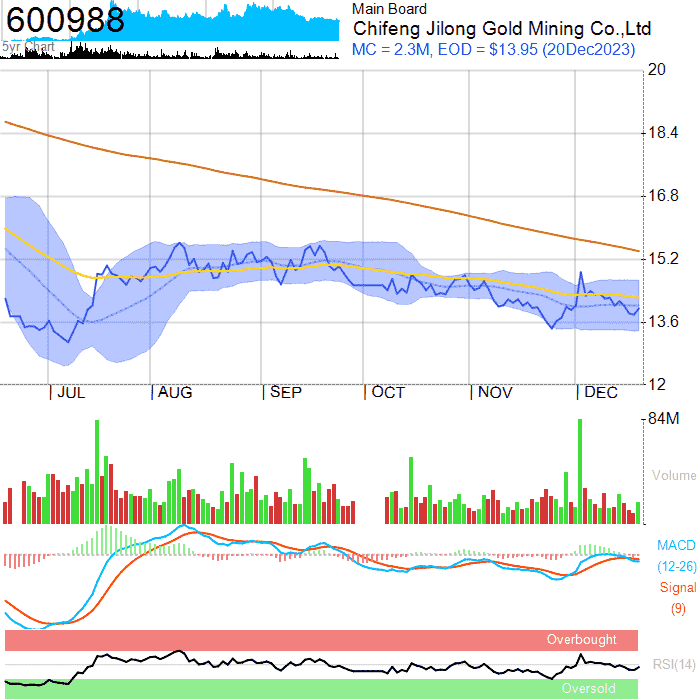 600988
5yr Chart
Main Board
Chifeng Jilong Gold Mining Co.,Ltd
MC = 2.3M, EOD = $13.95 (20Dec2023)
20
18.4
16.8
15.2
13.6
12
JUL AUG SEP OCT NOV DEC
84M
Volume
MACD
(12-26)
Signal
(9)
Overbought
RSI(14)
Oversold